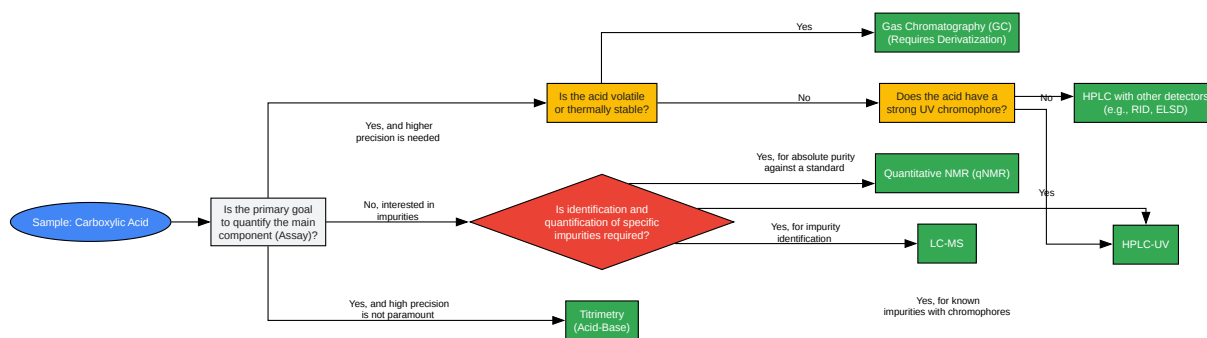 Yes
Gas Chromatography (GC)
(Requires Derivatization)
Is the acid volatile
or thermally stable?
No
Does the acid have a
strong UV chromophore?
No
HPLC with other detectors
(e.g., RID, ELSD)
Yes, and higher
precision is needed
Yes, for absolute purity
against a standard
Quantitative NMR (qNMR)
Yes
Sample: Carboxylic Acid
Is the primary goal
to quantify the main
component (Assay)?
No, interested in
impurities
Is identification and
quantification of specific
impurities required?
Yes, for impurity
identification
LC-MS
HPLC-UV
Yes, and high precision
is not paramount
Titrimetry
(Acid-Base)
Yes, for known
impurities with chromophores